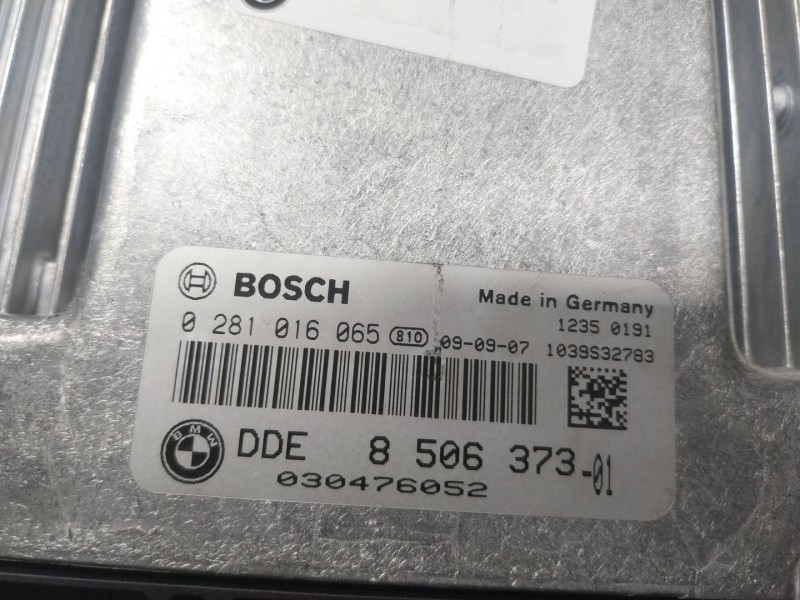 BOSCH
Made in Germany
0 281 016 065 810 09-09-07
1235 0191
1039S32783
BMW DDE 8 506 373-01
030476052